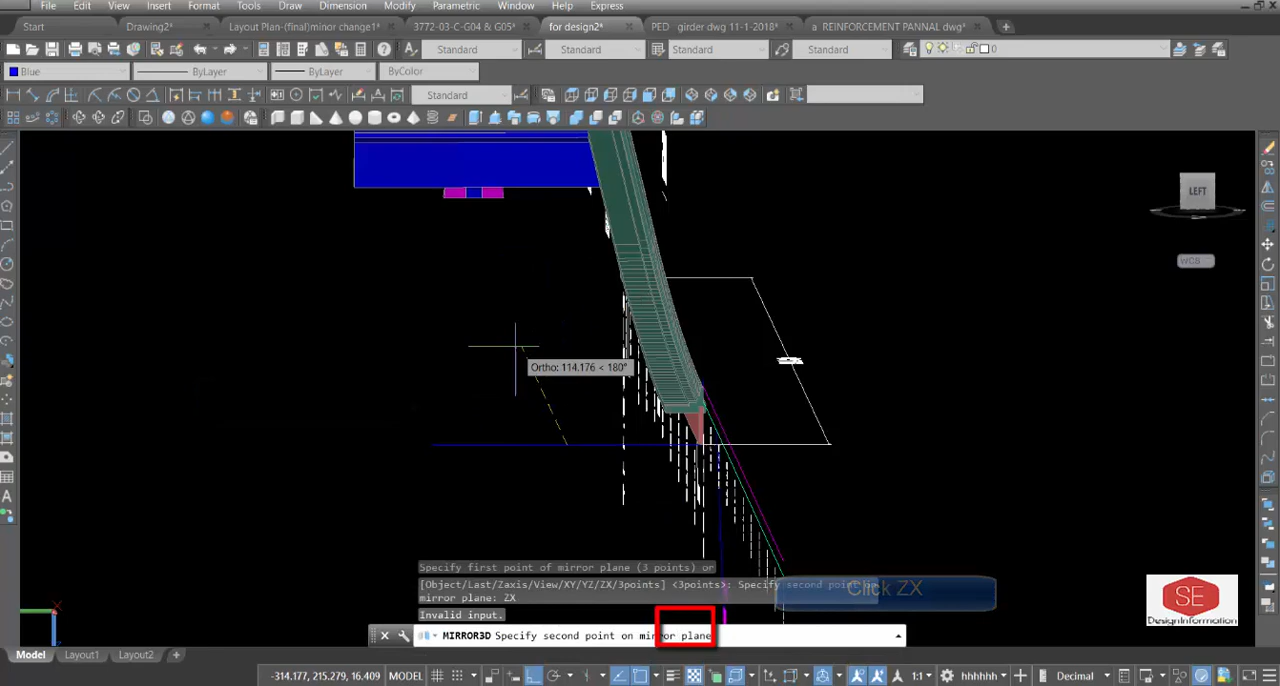 File Edit View Insert Format Tools Draw Dimension Modify Parametric Window Help Express
Start Drawing2* Layout Plan-(final)minor change1* 3772-03-C-G04 & G05* for design2* PED girder dwg 11-1-2018* a REINFORCEMENT PANNAL dwg*
Standard Standard Standard Standard 0
Blue ByLayer ByLayer ByColor
Standard
LEFT
WCS
Ortho: 114.176 < 180°
Specify first point of mirror plane (3 points) or
[Object/Last/Zaxis/View/XY/YZ/ZX/3points] <3points>: Specify second point on
mirror plane: ZX
Click ZX
Invalid input.
MIRROR3D Specify second point on mirror plane
SE
DesignInformation
Model Layout1 Layout2 +
-314.177, 215.279, 16.409 MODEL 1:1 hhhhhh Decimal